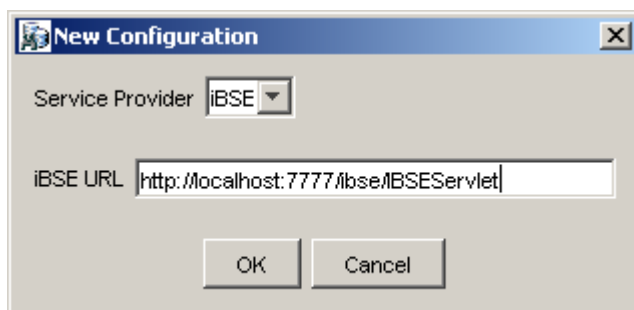 New Configuration
Service Provider iBSE
iBSE URL http://localhost:7777/ibse/IBSEServlet
OK Cancel